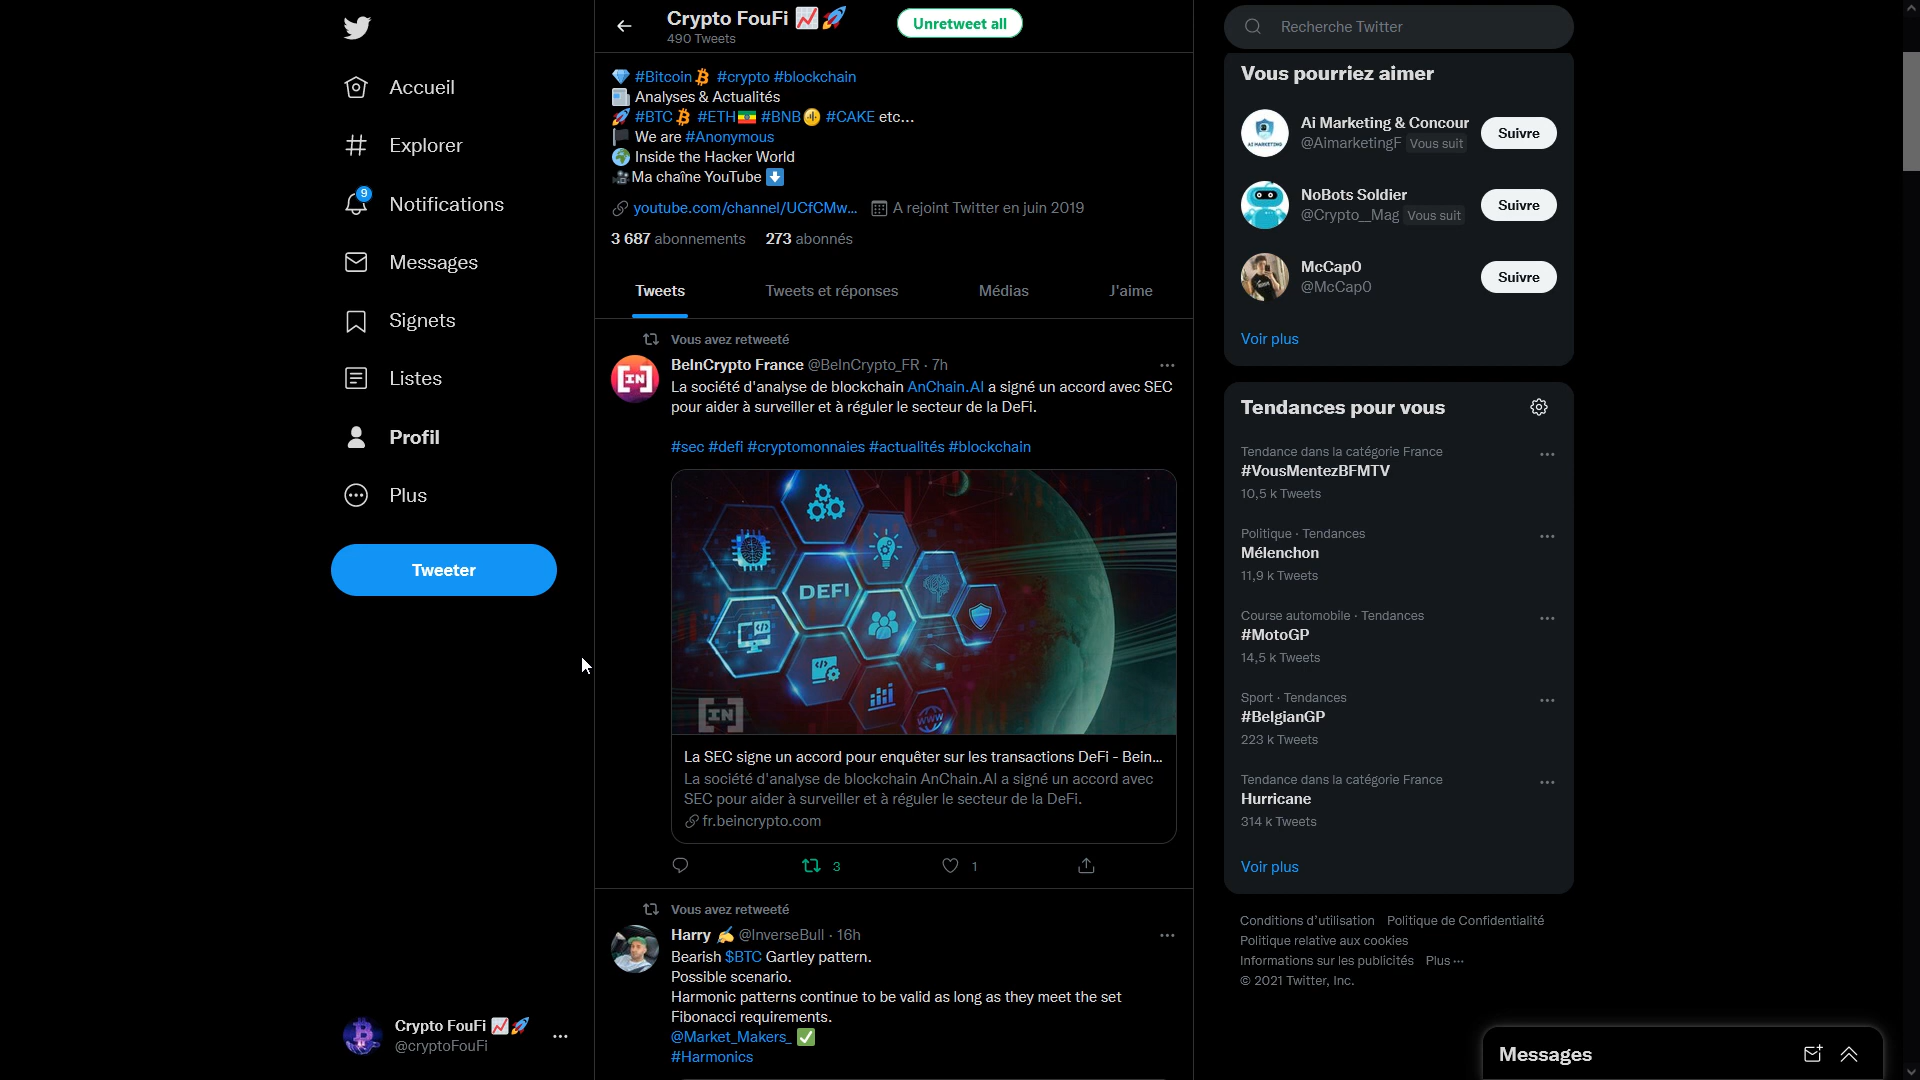 Accueil
Explorer
9
Notifications
Messages
Signets
Listes
Profil
Plus
Tweeter
Crypto FouFi
@cryptoFouFi
Crypto FouFi
490 Tweets
Unretweet all
#Bitcoin #crypto #blockchain
Analyses & Actualités
#BTC #ETH #BNB #CAKE etc...
We are #Anonymous
Inside the Hacker World
Ma chaîne YouTube
youtube.com/channel/UCfCMw... A rejoint Twitter en juin 2019
3 687 abonnements 273 abonnés
Tweets Tweets et réponses Médias J'aime
Vous avez retweeté
BeInCrypto France @BeInCrypto_FR · 7h
La société d'analyse de blockchain AnChain.AI a signé un accord avec SEC
pour aider à surveiller et à réguler le secteur de la DeFi.
#sec #defi #cryptomonnaies #actualités #blockchain
DEFI
WWW
IN
La SEC signe un accord pour enquêter sur les transactions DeFi - Bein...
La société d'analyse de blockchain AnChain.AI a signé un accord avec
SEC pour aider à surveiller et à réguler le secteur de la DeFi.
fr.beincrypto.com
3 1
Vous avez retweeté
Harry @InverseBull · 16h
Bearish $BTC Gartley pattern.
Possible scenario.
Harmonic patterns continue to be valid as long as they meet the set
Fibonacci requirements.
@Market_Makers_
#Harmonics
Recherche Twitter
Vous pourriez aimer
AI MARKETING
Ai Marketing & Concour
@AimarketingF Vous suit
Suivre
NoBots Soldier
@Crypto__Mag Vous suit
Suivre
McCap0
@McCap0
Suivre
Voir plus
Tendances pour vous
Tendance dans la catégorie France
#VousMentezBFMTV
10,5 k Tweets
Politique · Tendances
Mélenchon
11,9 k Tweets
Course automobile · Tendances
#MotoGP
14,5 k Tweets
Sport · Tendances
#BelgianGP
223 k Tweets
Tendance dans la catégorie France
Hurricane
314 k Tweets
Voir plus
Conditions d'utilisation Politique de Confidentialité
Politique relative aux cookies
Informations sur les publicités Plus ···
© 2021 Twitter, Inc.
Messages